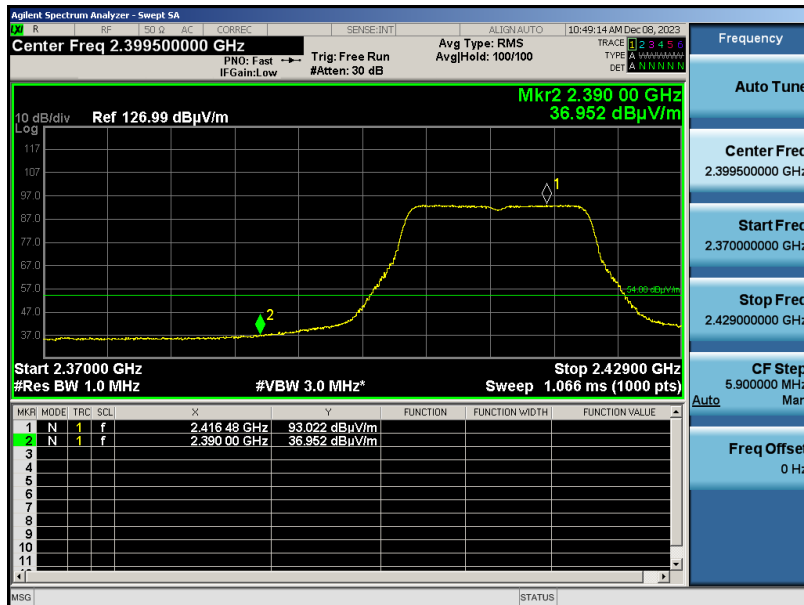 Agilent Spectrum Analyzer - Swept SA
LXI R RF 50 Ω AC CORREC SENSE:INT ALIGN AUTO 10:49:14 AM Dec 08, 2023
Center Freq 2.399500000 GHz
PNO: Fast
IFGain:Low
Trig: Free Run
#Atten: 30 dB
Avg Type: RMS
Avg|Hold: 100/100
TRACE 1 2 3 4 5 6
TYPE A WWWWW
DET A N N N N N
Frequency
Mkr2 2.390 00 GHz
36.952 dBµV/m
10 dB/div
Log
Ref 126.99 dBµV/m
117
107
97.0
87.0
77.0
67.0
57.0
47.0
37.0
1
2
54.00 dBµV/m
Start 2.37000 GHz
Stop 2.42900 GHz
#Res BW 1.0 MHz
#VBW 3.0 MHz*
Sweep 1.066 ms (1000 pts)
MKR MODE TRC SCL X Y FUNCTION FUNCTION WIDTH FUNCTION VALUE
1 N 1 f 2.416 48 GHz 93.022 dBµV/m
2 N 1 f 2.390 00 GHz 36.952 dBµV/m
3
4
5
6
7
8
9
10
11
MSG
STATUS
Auto Tune
Center Freq
2.399500000 GHz
Start Freq
2.370000000 GHz
Stop Freq
2.429000000 GHz
CF Step
5.900000 MHz
Auto Man
Freq Offset
0 Hz